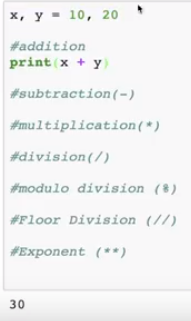 x, y = 10, 20
#addition
print(x + y)
#subtraction(-)
#multiplication(*)
#division(/)
#modulo division (%)
#Floor Division (//)
#Exponent (**)
30